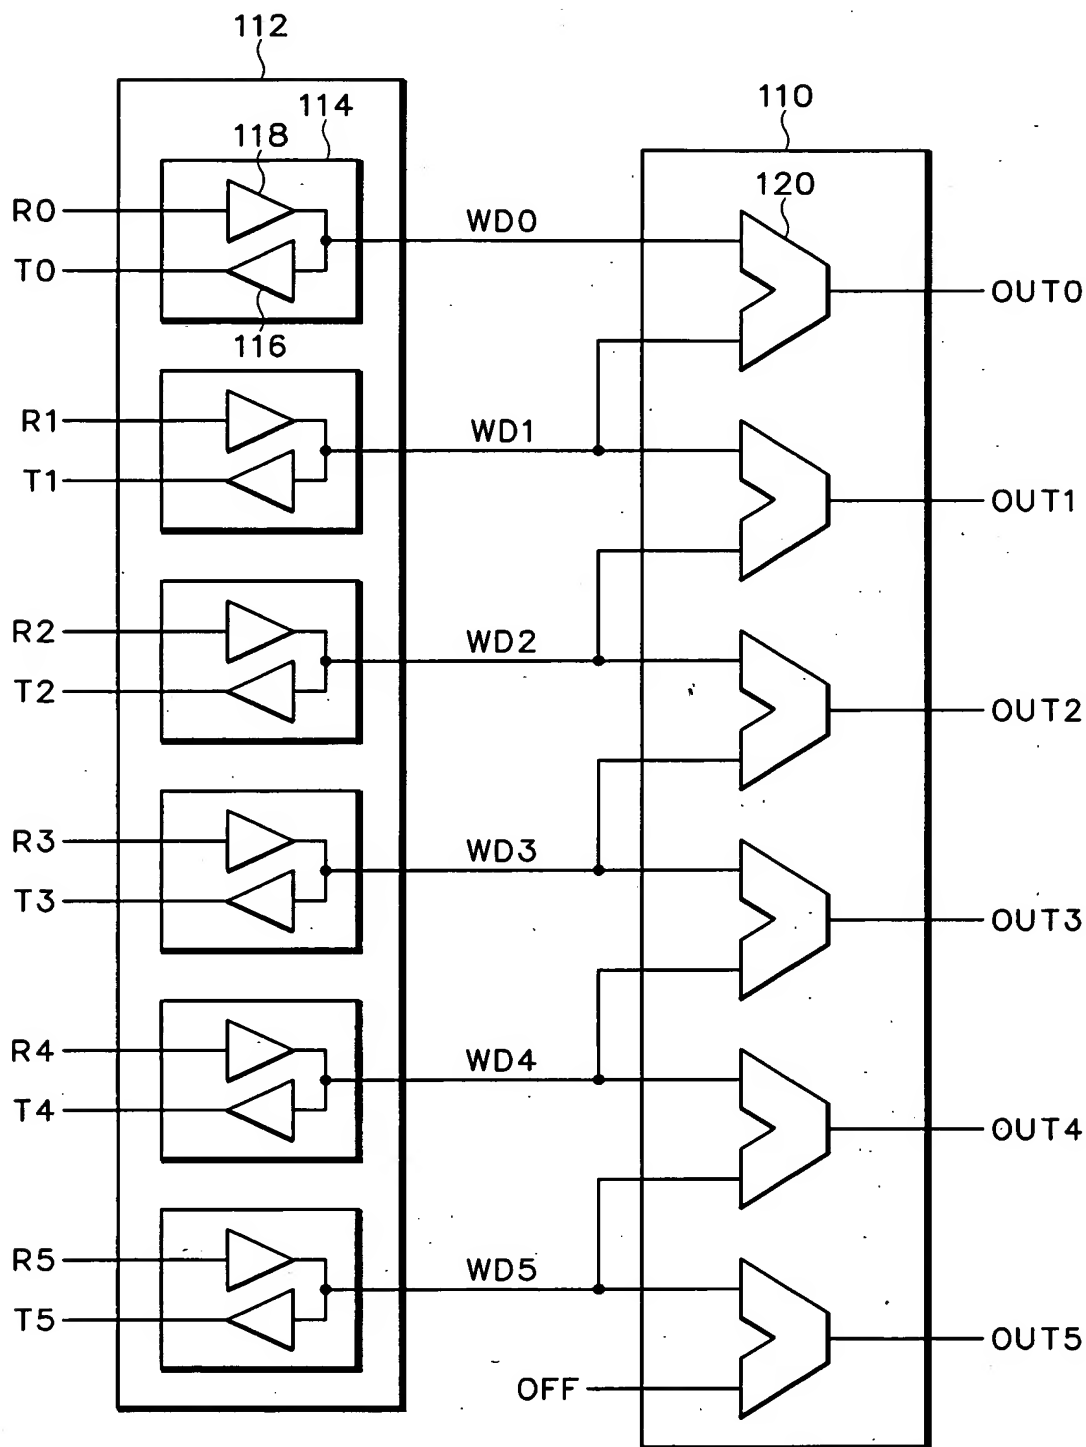 112
114
110
118
120
R0
WD0
T0
OUT0
116
R1
WD1
T1
OUT1
R2
WD2
T2
OUT2
R3
WD3
T3
OUT3
R4
WD4
T4
OUT4
R5
WD5
T5
OUT5
OFF